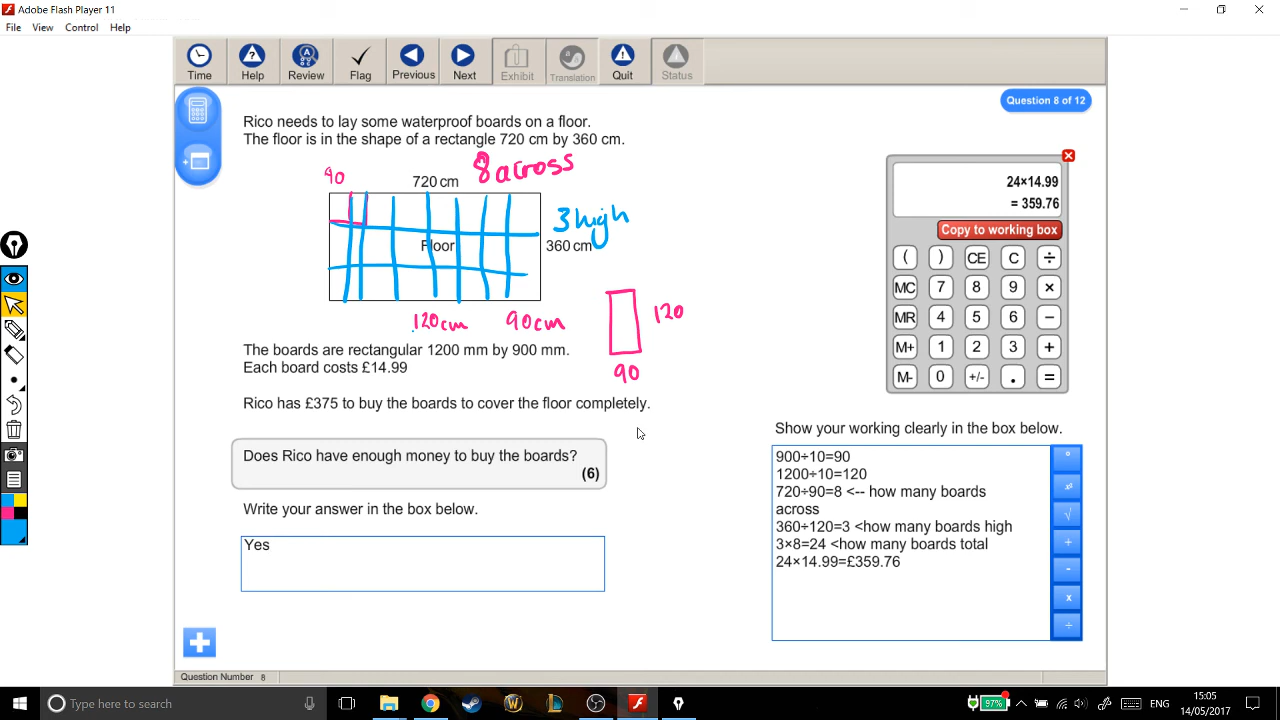 Adobe Flash Player 11
File View Control Help
Time Help Review Flag Previous Next Exhibit Translation Quit Status
Question 8 of 12
Rico needs to lay some waterproof boards on a floor.
The floor is in the shape of a rectangle 720 cm by 360 cm.
90
720 cm
8 across
3 high
Floor
360 cm
120cm
90cm
120
90
The boards are rectangular 1200 mm by 900 mm.
Each board costs £14.99
Rico has £375 to buy the boards to cover the floor completely.
Does Rico have enough money to buy the boards?
(6)
Write your answer in the box below.
Yes
24×14.99
= 359.76
Copy to working box
( ) CE C ÷
MC 7 8 9 ×
MR 4 5 6 −
M+ 1 2 3 +
M- 0 +/- . =
Show your working clearly in the box below.
900÷10=90
1200÷10=120
720÷90=8 <-- how many boards
across
360÷120=3 <how many boards high
3×8=24 <how many boards total
24×14.99=£359.76
°
x²
√
+
-
x
÷
Question Number 8
Type here to search
97%
ENG
15:05
14/05/2017